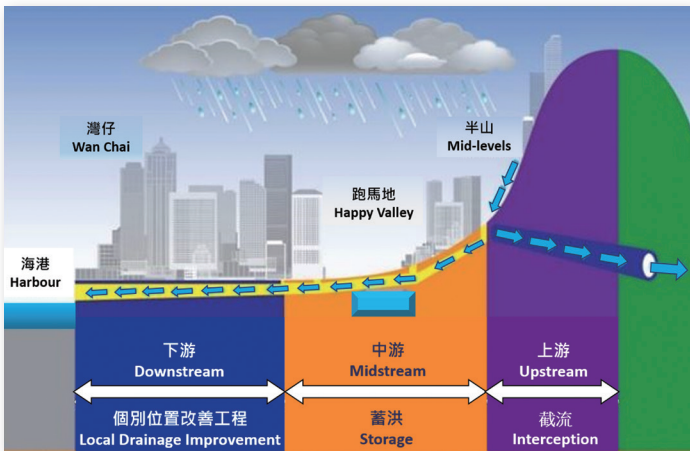 灣仔
Wan Chai
半山
Mid-levels
跑馬地
Happy Valley
海港
Harbour
下游
Downstream
中游
Midstream
上游
Upstream
個別位置改善工程
Local Drainage Improvement
蓄洪
Storage
截流
Interception